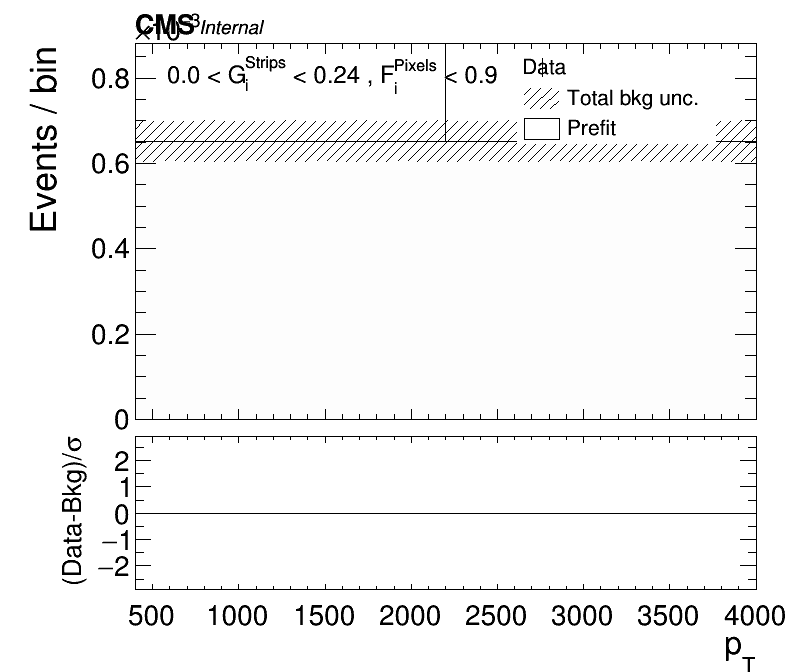 CMS Internal
×10⁻³
0.0 < G_i^Strips < 0.24 , F_i^Pixels < 0.9
Data
Total bkg unc.
Prefit
Events / bin
0.8
0.6
0.4
0.2
0
(Data-Bkg)/σ
2
1
0
−1
−2
500 1000 1500 2000 2500 3000 3500 4000
p_T